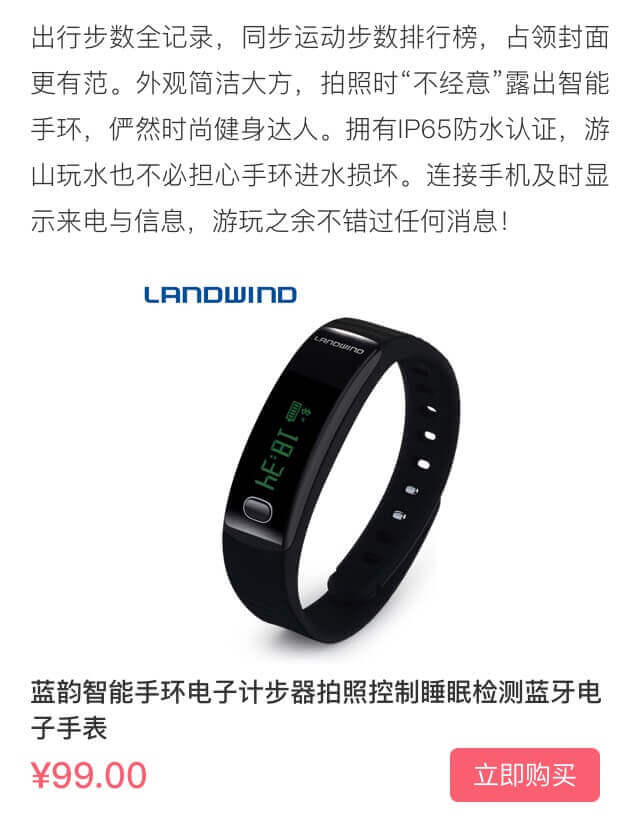 出行步数全记录，同步运动步数排行榜，占领封面
更有范。外观简洁大方，拍照时“不经意”露出智能
手环，俨然时尚健身达人。拥有IP65防水认证，游
山玩水也不必担心手环进水损坏。连接手机及时显
示来电与信息，游玩之余不错过任何消息！
LANDWIND
LANDWIND
18:34
蓝韵智能手环电子计步器拍照控制睡眠检测蓝牙电
子手表
¥99.00
立即购买